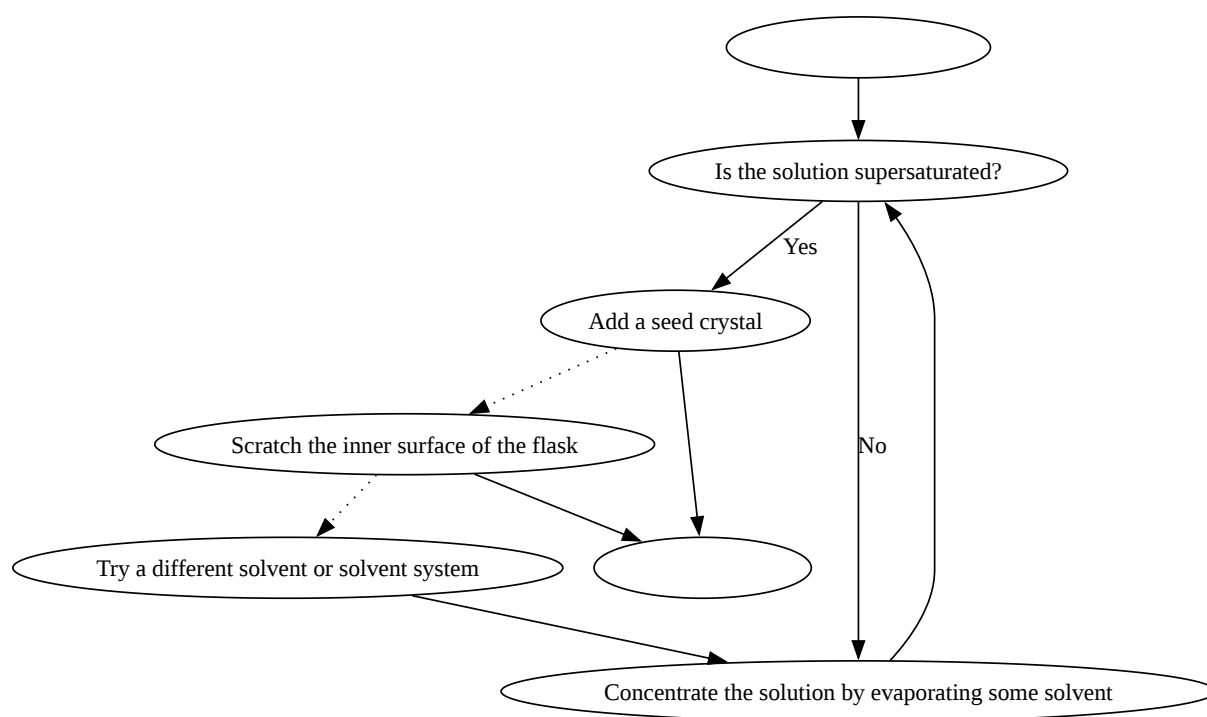 Is the solution supersaturated?
Yes
Add a seed crystal
Scratch the inner surface of the flask
No
Try a different solvent or solvent system
Concentrate the solution by evaporating some solvent